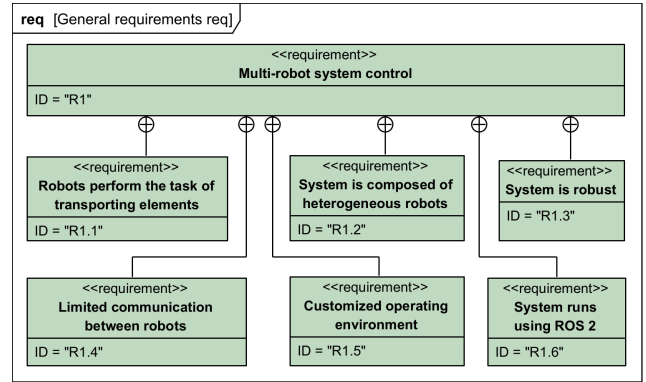 req [General requirements req]
<<requirement>>
Multi-robot system control
ID = "R1"
<<requirement>>
Robots perform the task of
transporting elements
ID = "R1.1"
<<requirement>>
System is composed of
heterogeneous robots
ID = "R1.2"
<<requirement>>
System is robust
ID = "R1.3"
<<requirement>>
Limited communication
between robots
ID = "R1.4"
<<requirement>>
Customized operating
environment
ID = "R1.5"
<<requirement>>
System runs
using ROS 2
ID = "R1.6"